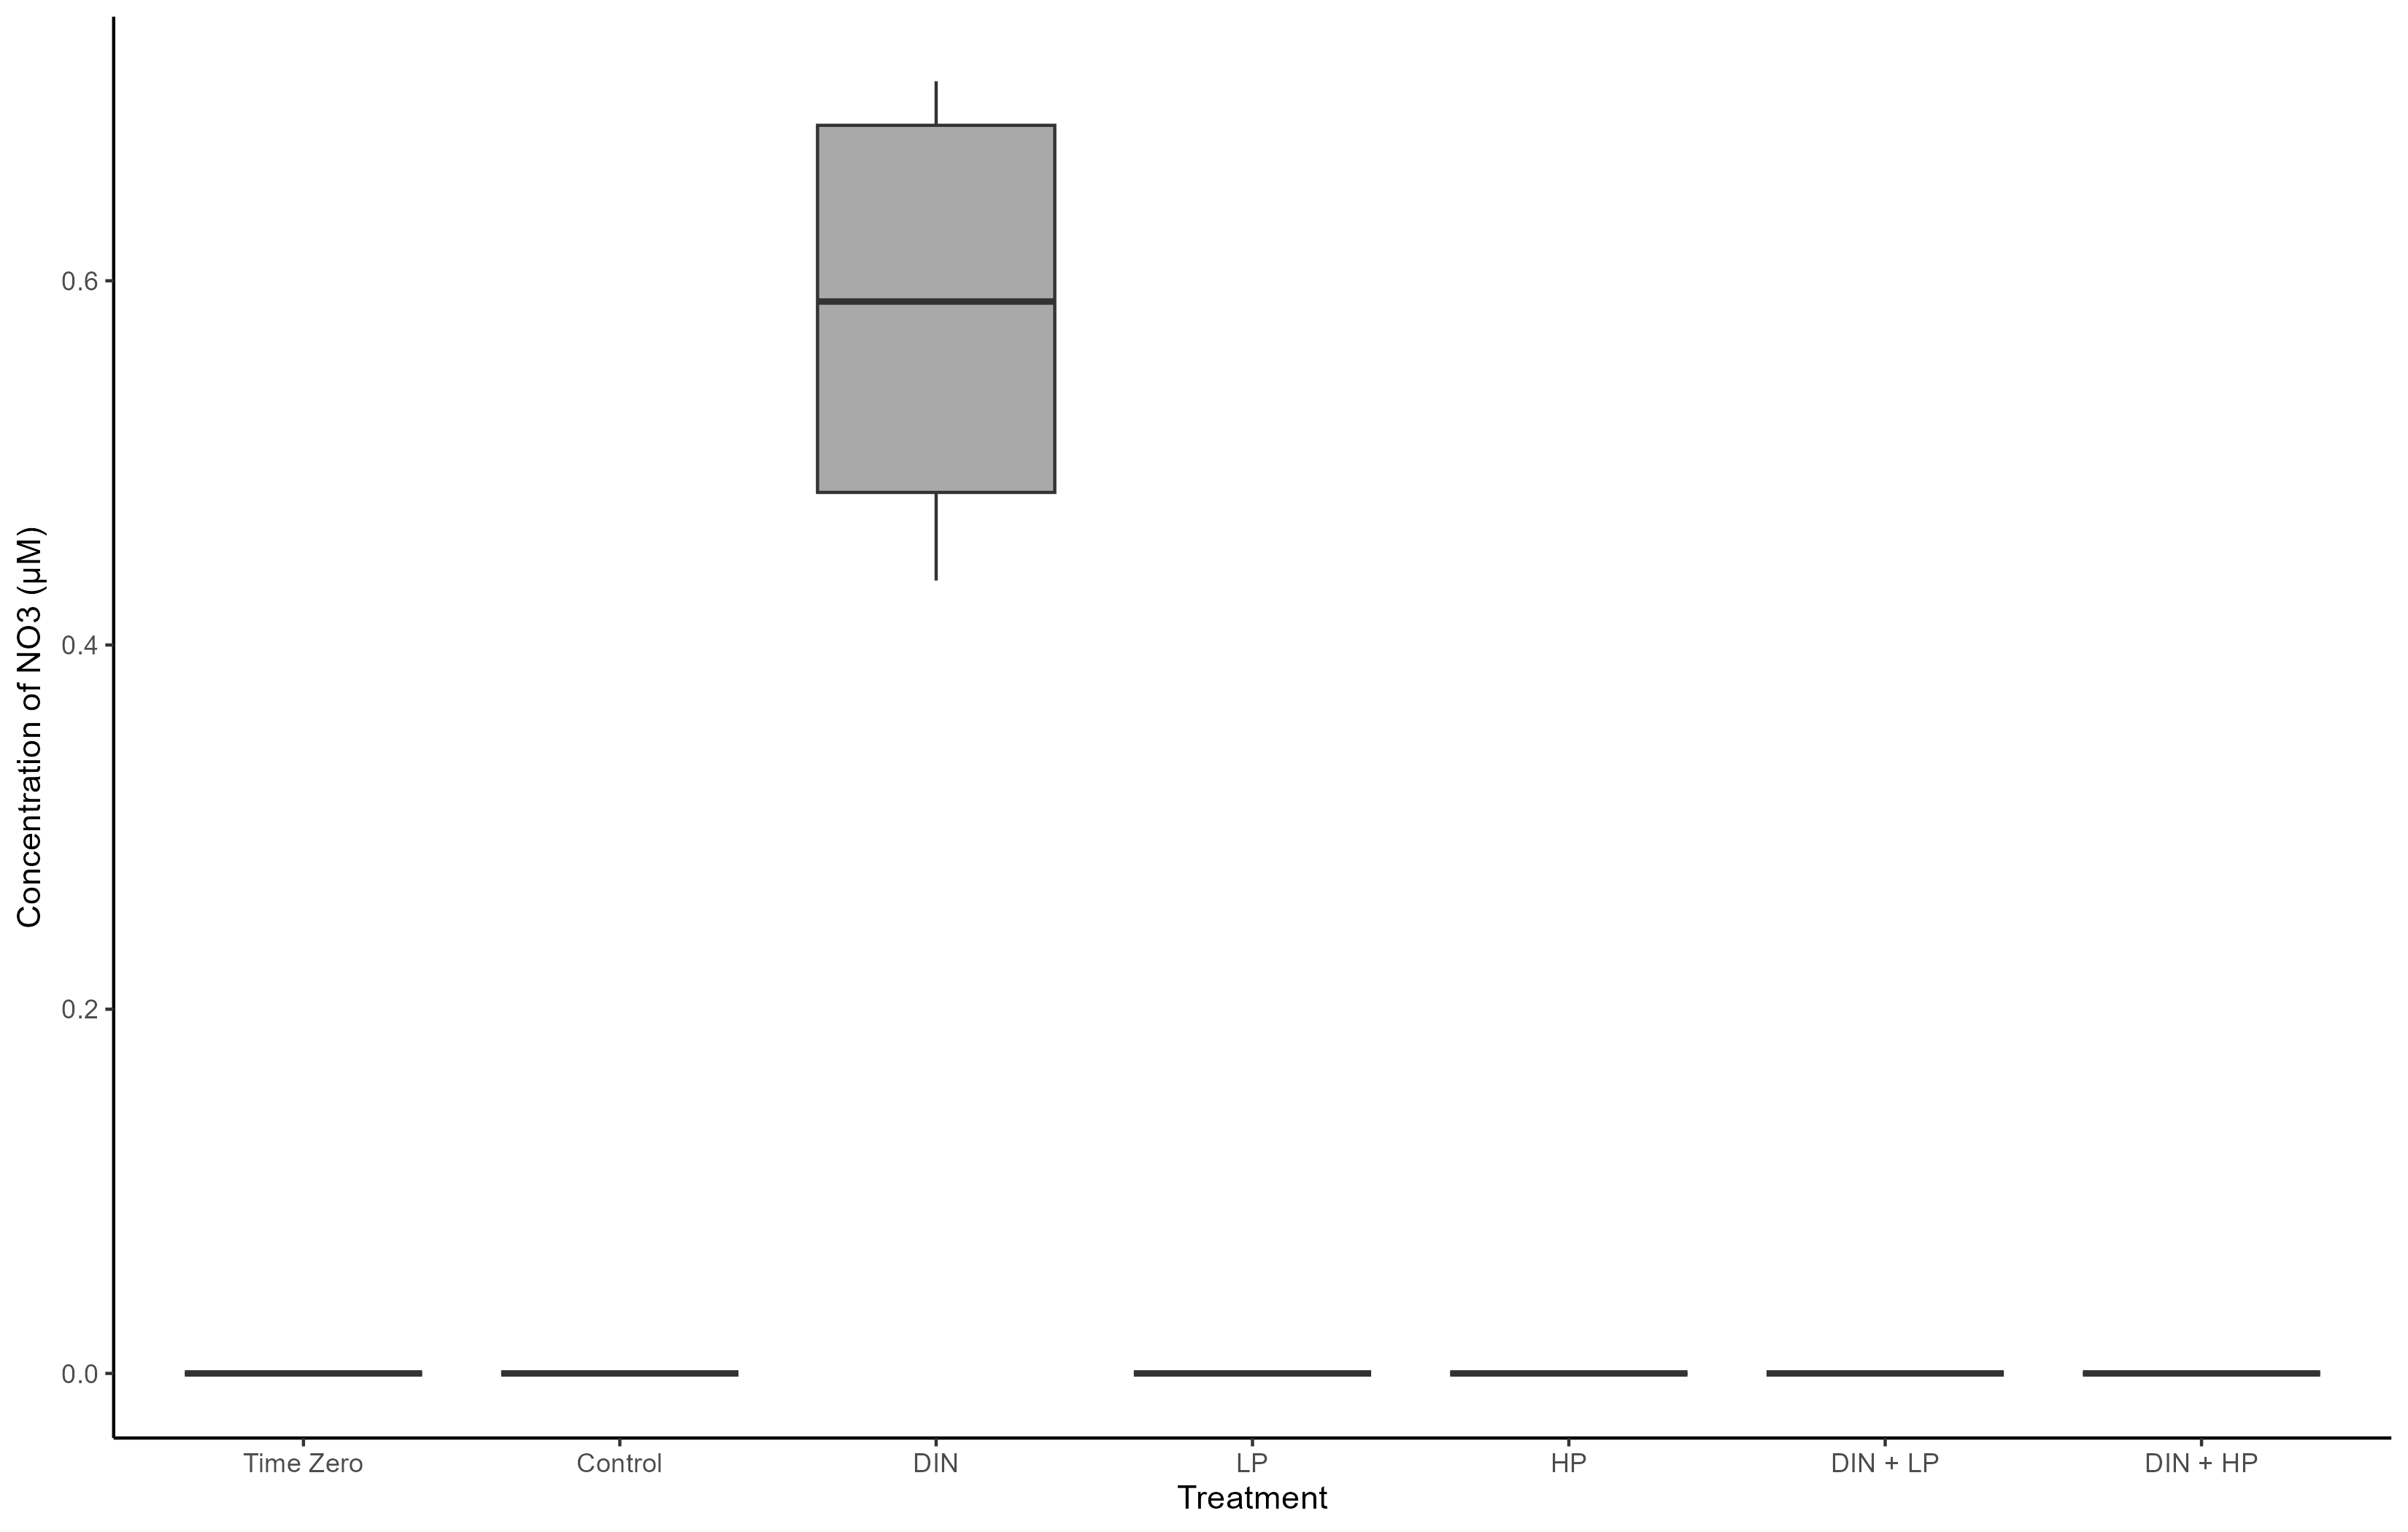 Concentration of NO3 (µM)
0.6
0.4
0.2
0.0
Time Zero
Control
DIN
LP
HP
DIN + LP
DIN + HP
Treatment